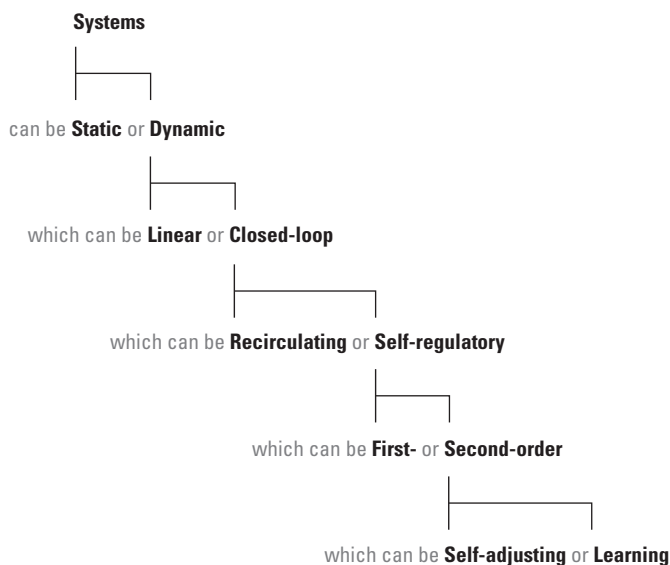 Systems
can be Static or Dynamic
which can be Linear or Closed-loop
which can be Recirculating or Self-regulatory
which can be First- or Second-order
which can be Self-adjusting or Learning